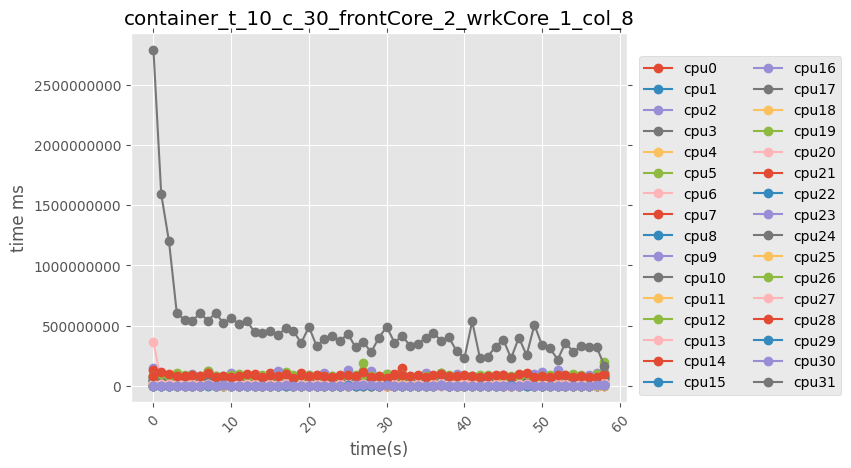 container_t_10_c_30_frontCore_2_wrkCore_1_col_8
time ms
2500000000
2000000000
1500000000
1000000000
500000000
0
0
10
20
30
40
50
60
time(s)
cpu0
cpu1
cpu2
cpu3
cpu4
cpu5
cpu6
cpu7
cpu8
cpu9
cpu10
cpu11
cpu12
cpu13
cpu14
cpu15
cpu16
cpu17
cpu18
cpu19
cpu20
cpu21
cpu22
cpu23
cpu24
cpu25
cpu26
cpu27
cpu28
cpu29
cpu30
cpu31